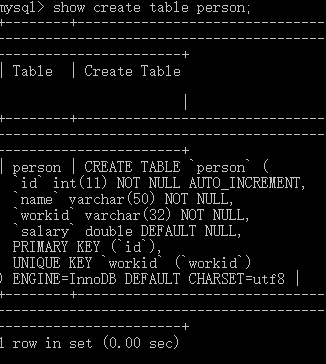 mysql> show create table person;
+--------+---------------------------------
----------------------------------------
-------------------------+
| Table | Create Table
|
+--------+---------------------------------
----------------------------------------
-------------------------+
| person | CREATE TABLE `person` (
`id` int(11) NOT NULL AUTO_INCREMENT,
`name` varchar(50) NOT NULL,
`workid` varchar(32) NOT NULL,
`salary` double DEFAULT NULL,
PRIMARY KEY (`id`),
UNIQUE KEY `workid` (`workid`)
) ENGINE=InnoDB DEFAULT CHARSET=utf8 |
+--------+---------------------------------
----------------------------------------
-------------------------+
1 row in set (0.00 sec)